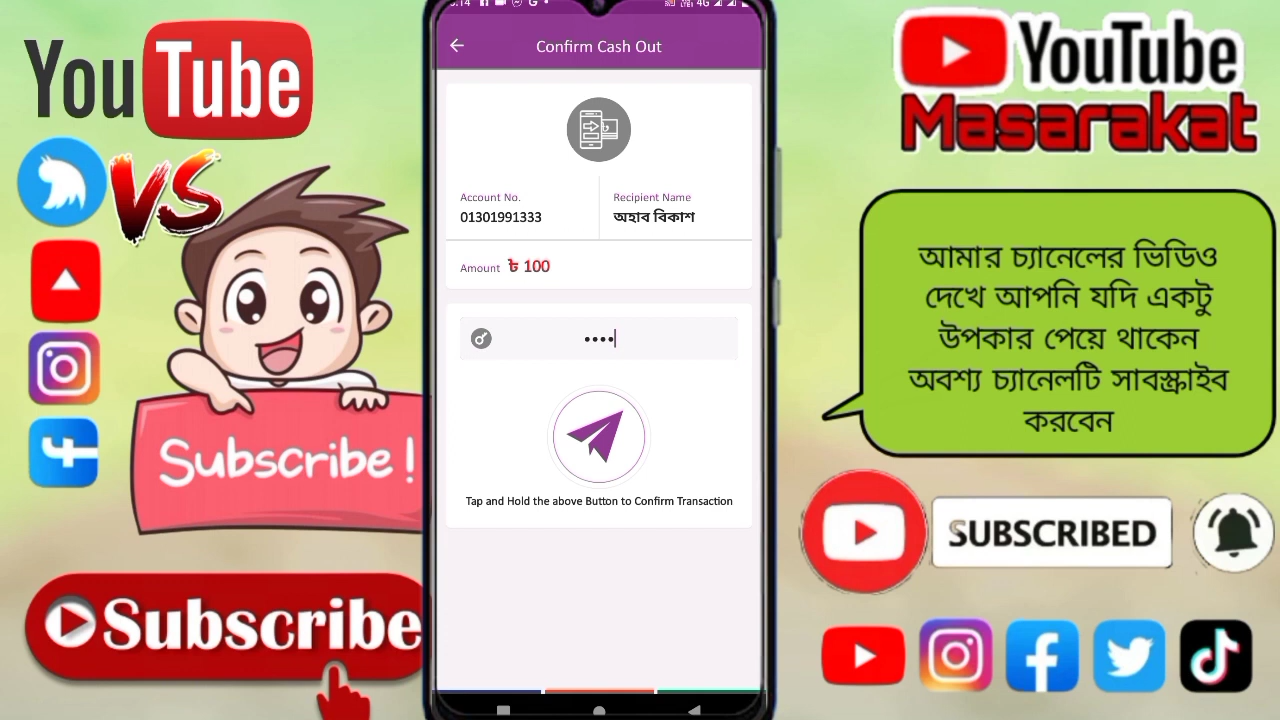 YouTube
VS
Subscribe!
Subscribe
4G
Confirm Cash Out
Account No.
01301991333
Recipient Name
অহাব বিকাশ
Amount ৳ 100
••••
Tap and Hold the above Button to Confirm Transaction
YouTube
Masarakat
আমার চ্যানেলের ভিডিও
দেখে আপনি যদি একটু
উপকার পেয়ে থাকেন
অবশ্য চ্যানেলটি সাবস্ক্রাইব
করবেন
SUBSCRIBED